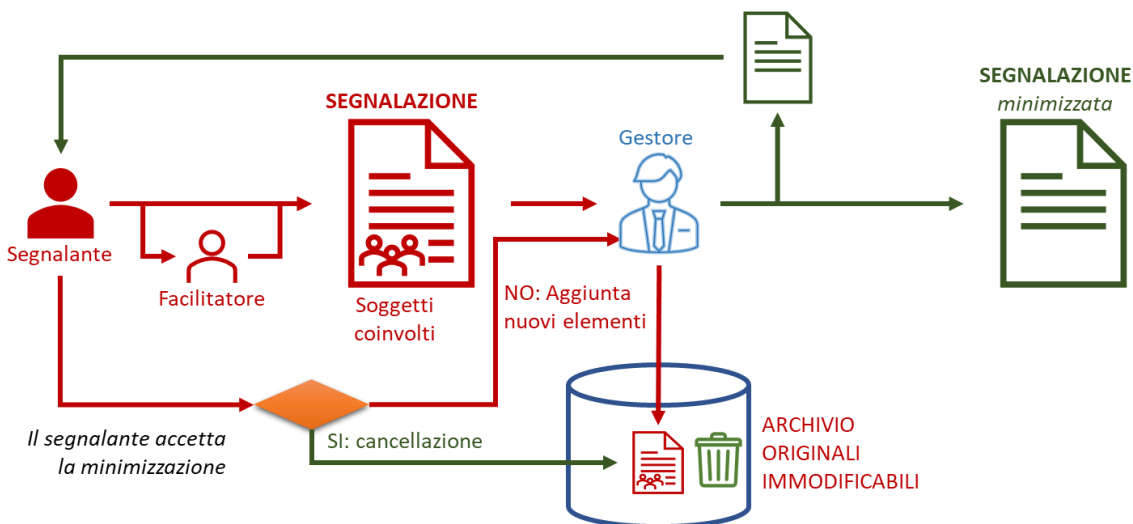 SEGNALAZIONE
minimizzata
SEGNALAZIONE
Gestore
Segnalante
Facilitatore
Soggetti
coinvolti
NO: Aggiunta
nuovi elementi
Il segnalante accetta
la minimizzazione
SI: cancellazione
ARCHIVIO
ORIGINALI
IMMODIFICABILI